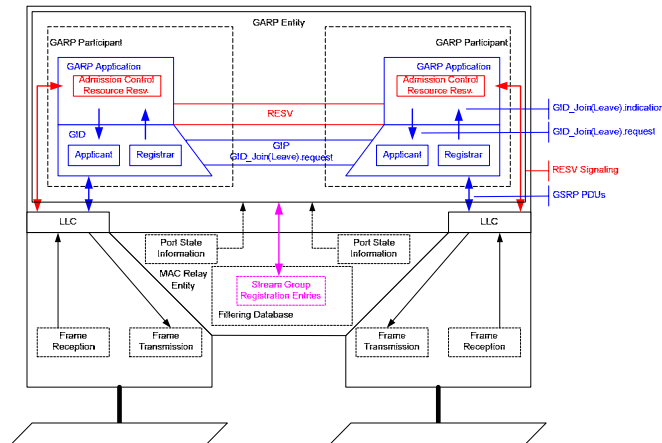 GARP Entity
GARP Participant
GARP Participant
GARP Application
GARP Application
Admission Control
Resource Resv.
Admission Control
Resource Resv.
RESV
GID_Join(Leave).indication
GID_Join(Leave).request
GID
GID
GIP
GID_Join(Leave).request
Applicant
Registrar
Applicant
Registrar
RESV Signaling
GSRP PDUs
LLC
LLC
Port State
Information
Port State
Information
MAC Relay
Entity
Stream Group
Registration Entries
Filtering Database
Frame
Reception
Frame
Transmission
Frame
Transmission
Frame
Reception